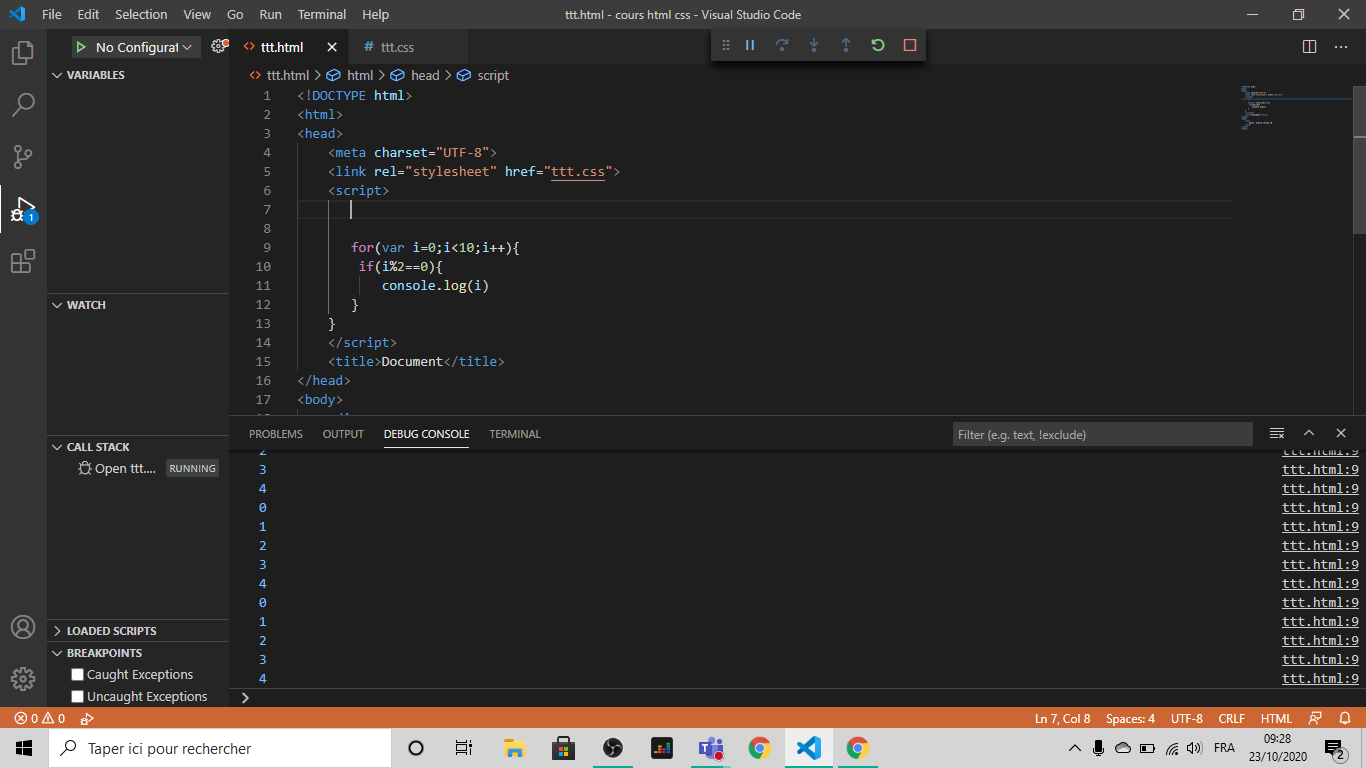 File Edit Selection View Go Run Terminal Help
ttt.html - cours html css - Visual Studio Code
No Configurat
ttt.html
# ttt.css
ttt.html > html > head > script
VARIABLES
WATCH
CALL STACK
Open ttt.... RUNNING
LOADED SCRIPTS
BREAKPOINTS
Caught Exceptions
Uncaught Exceptions
1
1 <!DOCTYPE html>
2 <html>
3 <head>
4 <meta charset="UTF-8">
5 <link rel="stylesheet" href="ttt.css">
6 <script>
7
8
9 for(var i=0;i<10;i++){
10 if(i%2==0){
11 console.log(i)
12 }
13 }
14 </script>
15 <title>Document</title>
16 </head>
17 <body>
PROBLEMS OUTPUT DEBUG CONSOLE TERMINAL
Filter (e.g. text, !exclude)
2 ttt.html:9
3 ttt.html:9
4 ttt.html:9
0 ttt.html:9
1 ttt.html:9
2 ttt.html:9
3 ttt.html:9
4 ttt.html:9
0 ttt.html:9
1 ttt.html:9
2 ttt.html:9
3 ttt.html:9
4 ttt.html:9
0 0
Ln 7, Col 8 Spaces: 4 UTF-8 CRLF HTML
Taper ici pour rechercher
FRA
09:28
23/10/2020
2